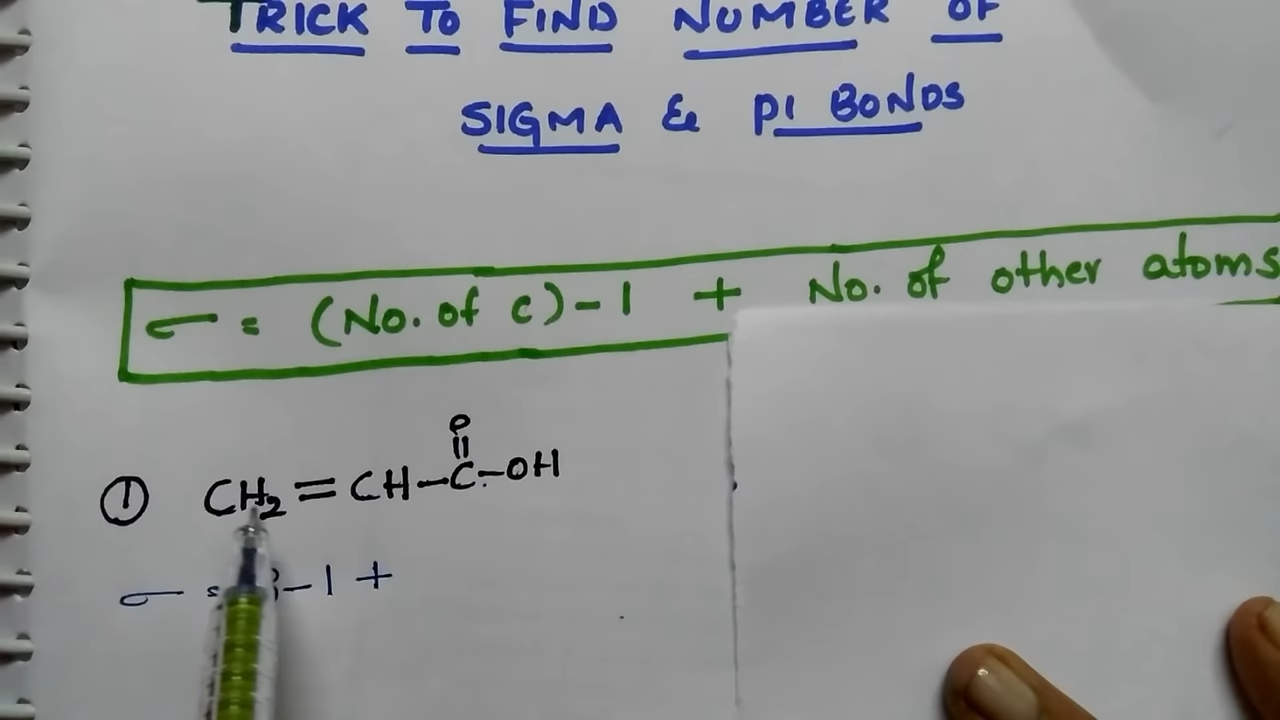 TRICK TO FIND NUMBER OF
SIGMA & PI BONDS
σ = (No. of C)-1 + No. of other atoms
O
① CH₂=CH-C-OH
σ = 3-1 +